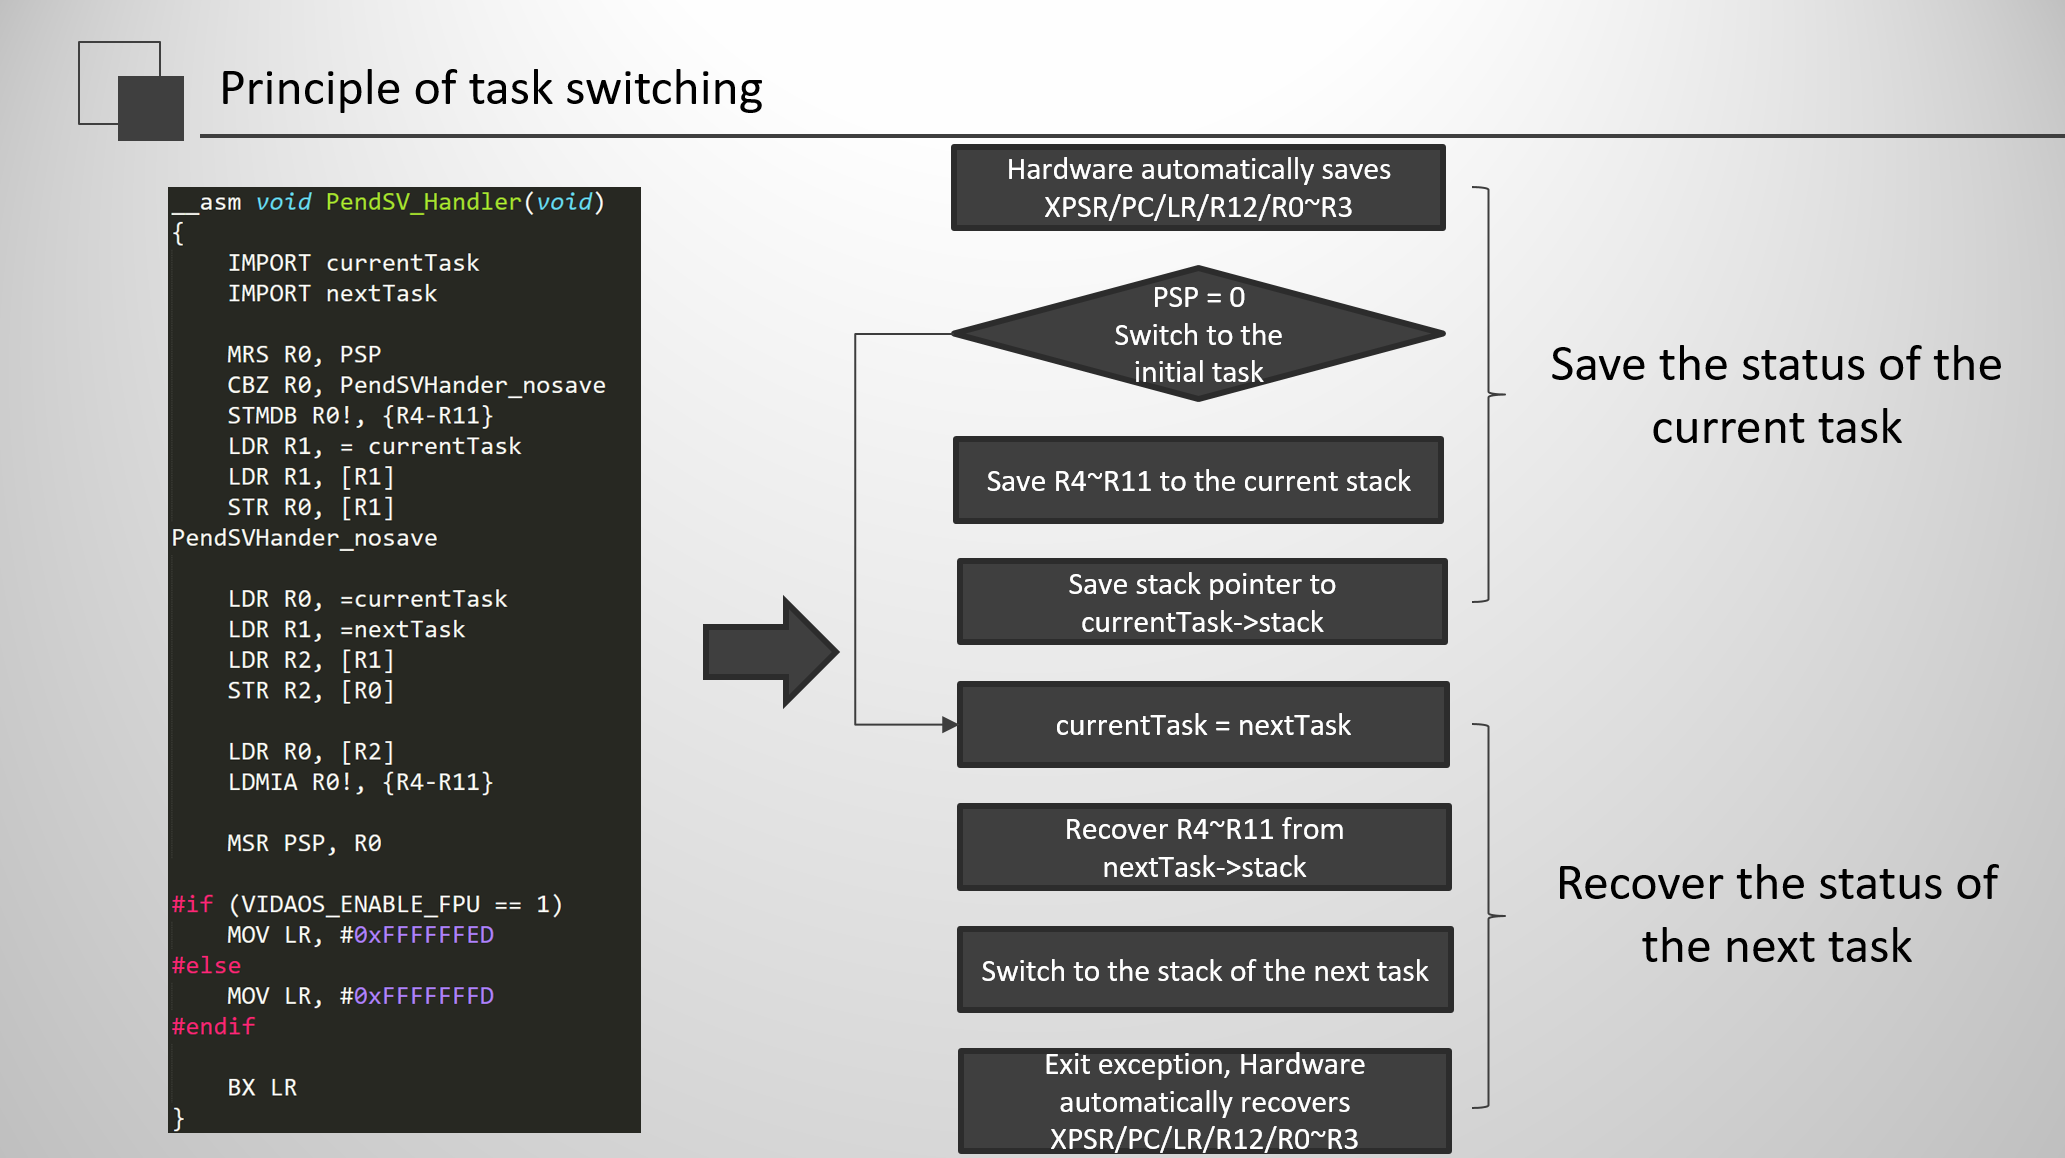 Principle of task switching
__asm void PendSV_Handler(void)
{
    IMPORT currentTask
    IMPORT nextTask
    MRS R0, PSP
    CBZ R0, PendSVHander_nosave
    STMDB R0!, {R4-R11}
    LDR R1, = currentTask
    LDR R1, [R1]
    STR R0, [R1]
PendSVHander_nosave
    LDR R0, =currentTask
    LDR R1, =nextTask
    LDR R2, [R1]
    STR R2, [R0]
    LDR R0, [R2]
    LDMIA R0!, {R4-R11}
    MSR PSP, R0
#if (VIDAOS_ENABLE_FPU == 1)
    MOV LR, #0xFFFFFFED
#else
    MOV LR, #0xFFFFFFFD
#endif
    BX LR
}
Hardware automatically saves
XPSR/PC/LR/R12/R0~R3
PSP = 0
Switch to the
initial task
Save R4~R11 to the current stack
Save stack pointer to
currentTask->stack
currentTask = nextTask
Recover R4~R11 from
nextTask->stack
Switch to the stack of the next task
Exit exception, Hardware
automatically recovers
XPSR/PC/LR/R12/R0~R3
Save the status of the
current task
Recover the status of
the next task